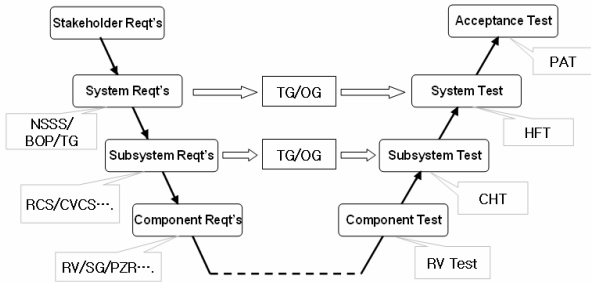 Stakeholder Reqt's
Acceptance Test
PAT
System Reqt's
TG/OG
System Test
NSSS/
BOP/TG
HFT
Subsystem Reqt's
TG/OG
Subsystem Test
RCS/CVCS….
CHT
Component Reqt's
Component Test
RV/SG/PZR….
RV Test